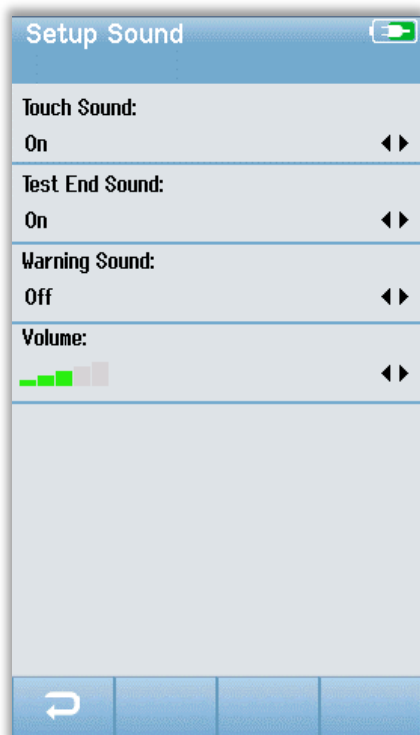 Setup Sound
Touch Sound:
On
Test End Sound:
On
Warning Sound:
Off
Volume: